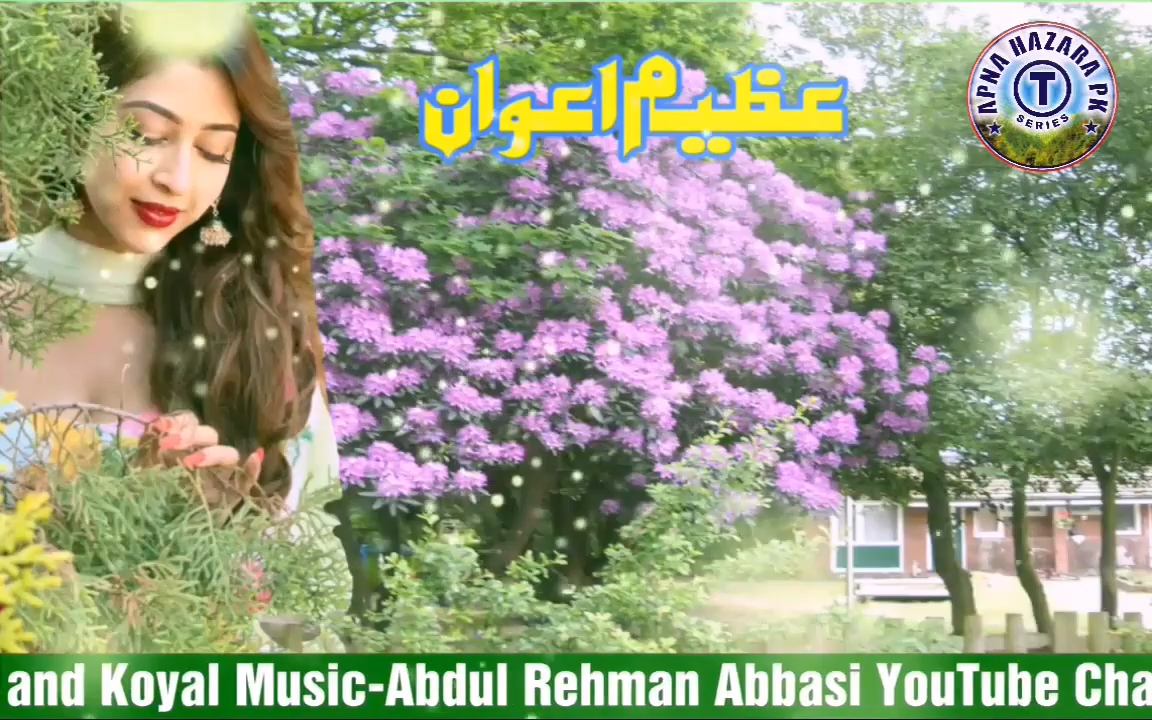 عظیم اعوان
APNA HAZARA PK
T
SERIES
and Koyal Music-Abdul Rehman Abbasi YouTube Cha